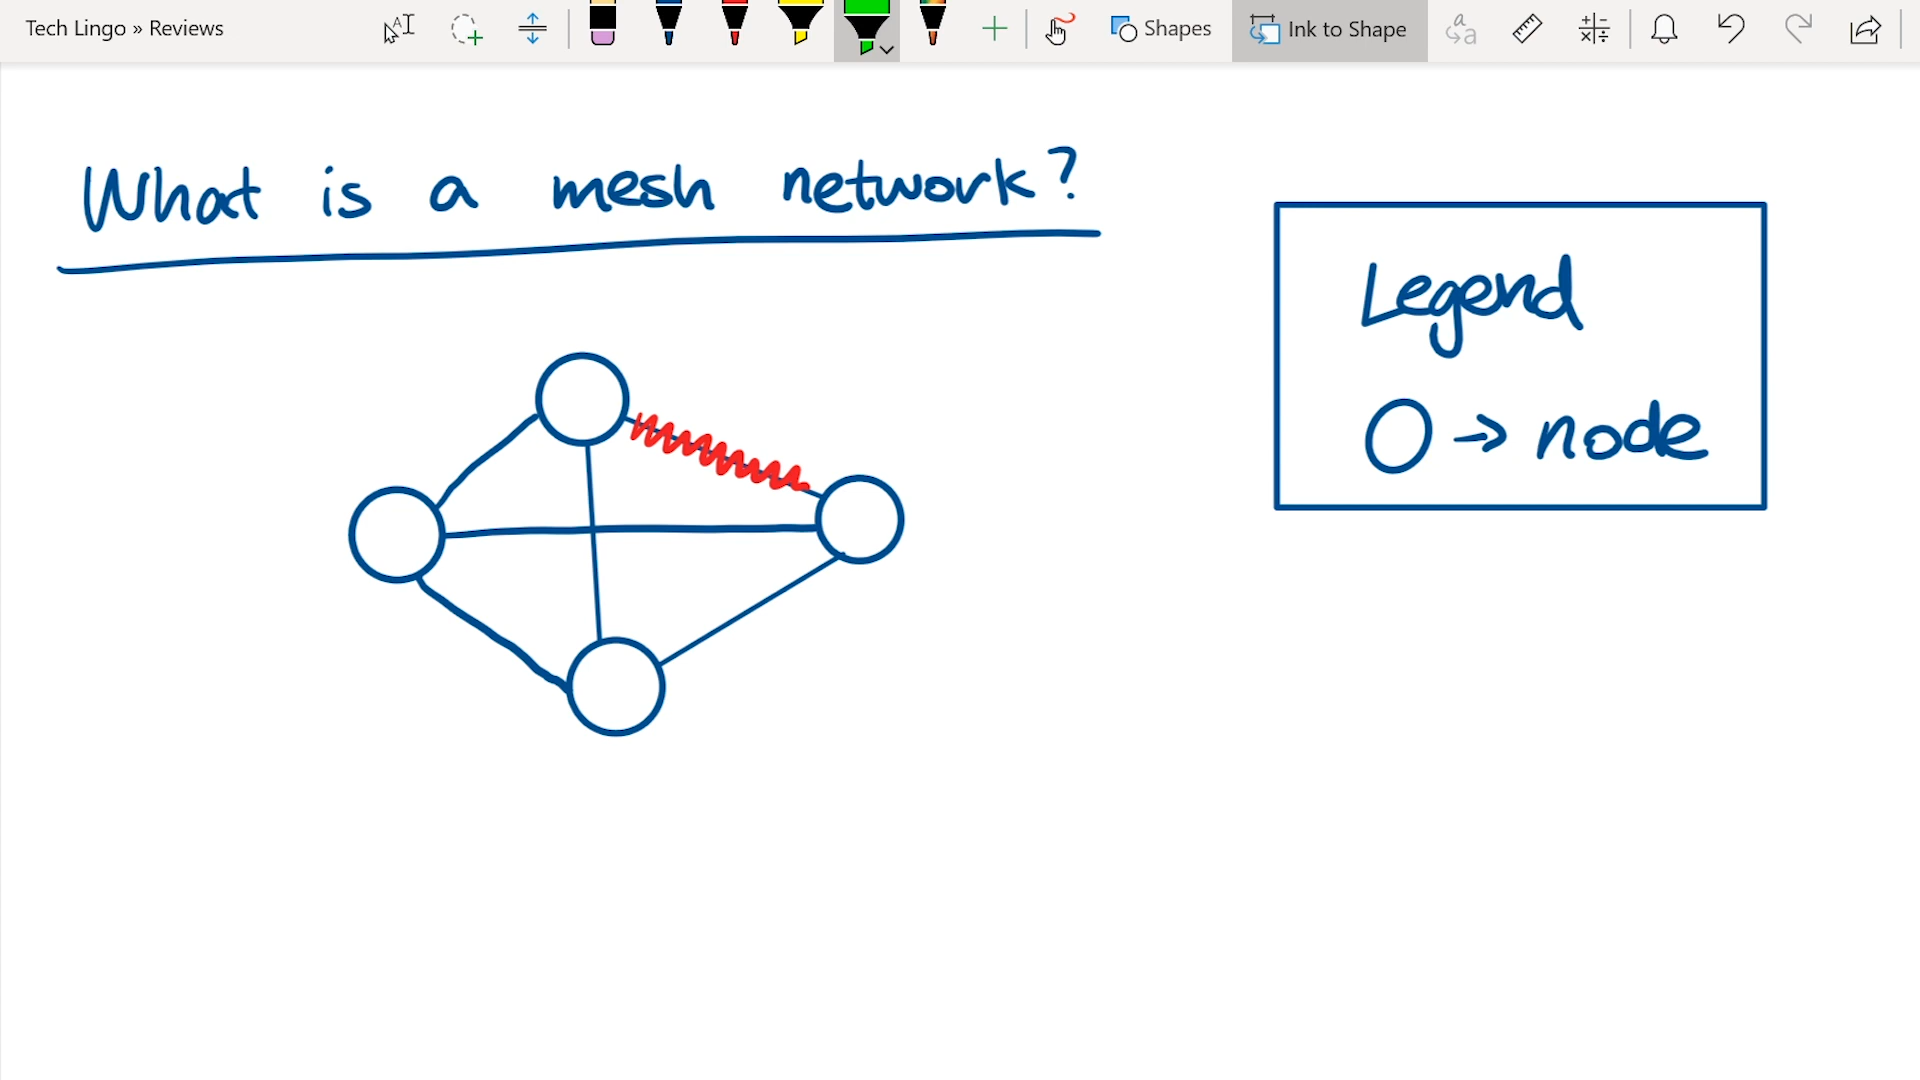 Tech Lingo » Reviews
Shapes
Ink to Shape
What is a mesh network?
Legend
→ node